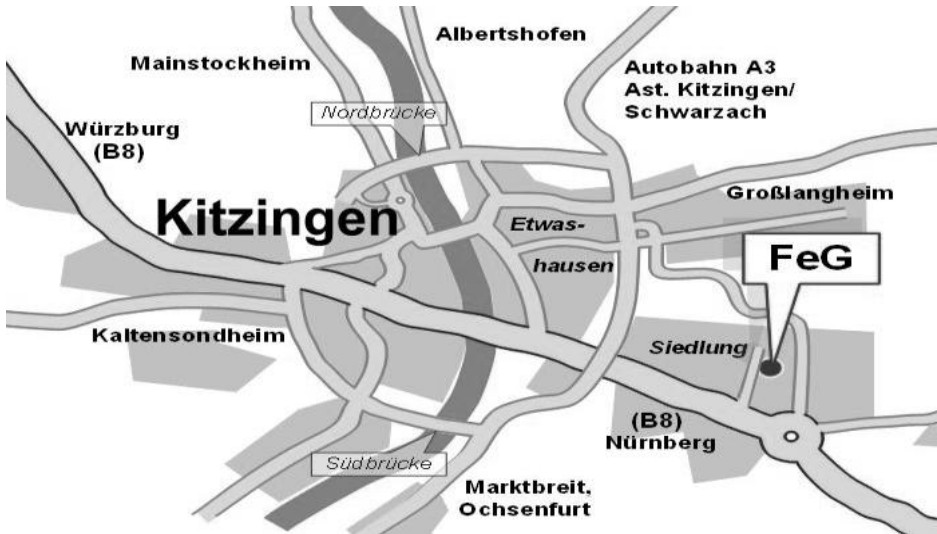 Albertshofen
Mainstockheim
Autobahn A3
Ast. Kitzingen/
Schwarzach
Nordbrücke
Würzburg
(B8)
Großlangheim
Kitzingen
Etwas-
hausen
FeG
Kaltensondheim
Siedlung
(B8)
Nürnberg
Südbrücke
Marktbreit,
Ochsenfurt